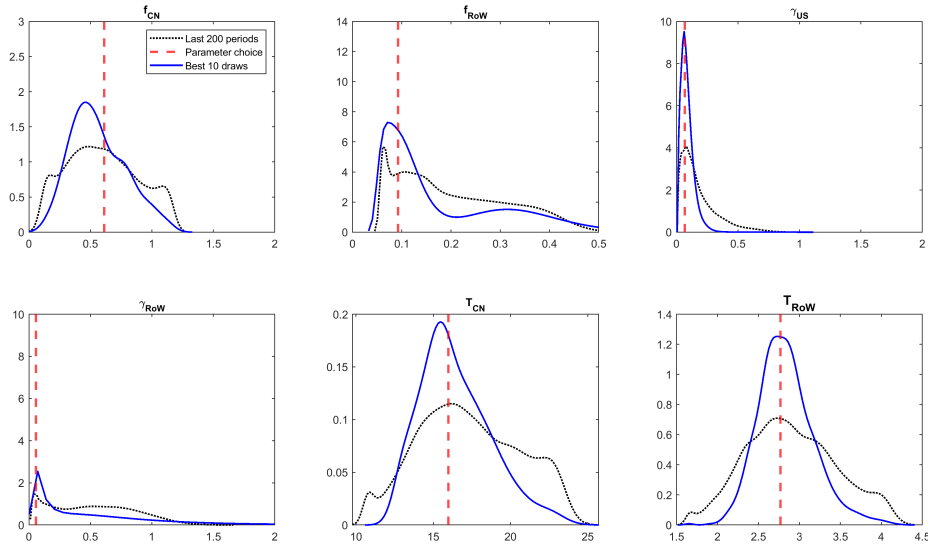 f_CN
3
2.5
2
1.5
1
0.5
0
0 0.5 1 1.5 2
Last 200 periods
Parameter choice
Best 10 draws
f_RoW
14
12
10
8
6
4
2
0
0 0.1 0.2 0.3 0.4 0.5
γ_US
10
8
6
4
2
0
0 0.5 1 1.5 2
γ_RoW
10
8
6
4
2
0
0 0.5 1 1.5 2
T_CN
0.2
0.15
0.1
0.05
0
10 15 20 25
T_RoW
1.4
1.2
1
0.8
0.6
0.4
0.2
0
1.5 2 2.5 3 3.5 4 4.5